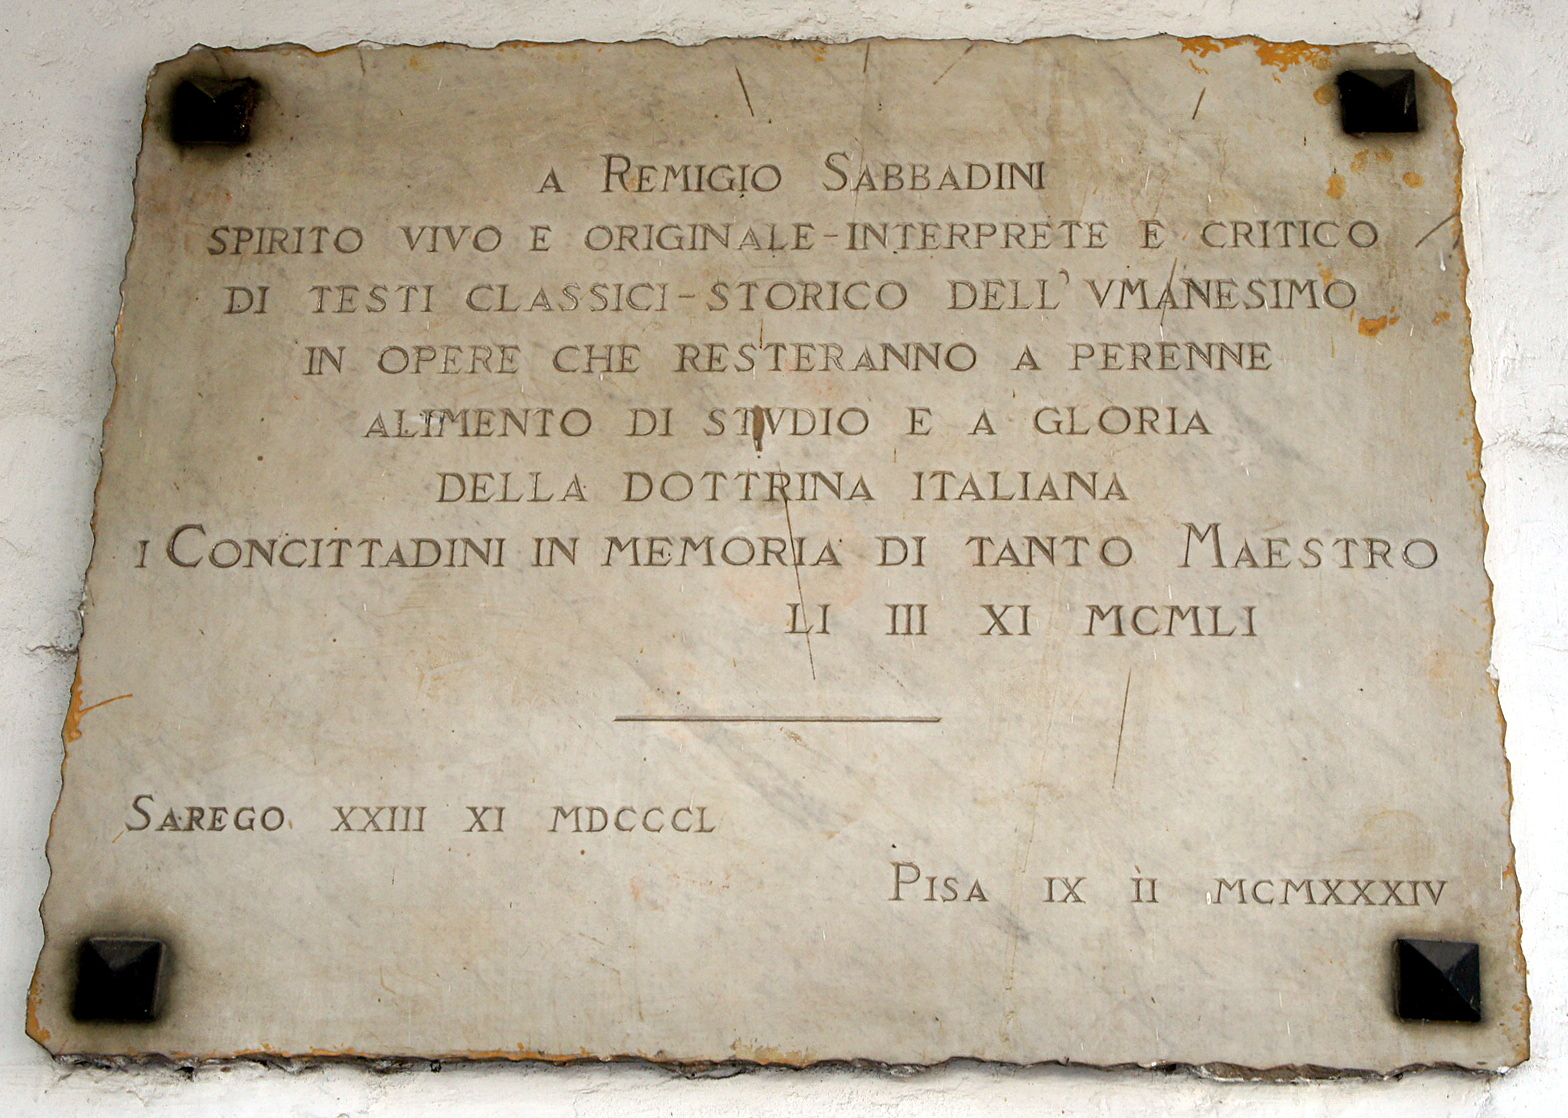 A REMIGIO SABBADINI
SPIRITO VIVO E ORIGINALE-INTERPRETE E CRITICO
DI TESTI CLASSICI-STORICO DELL'VMANESIMO
IN OPERE CHE RESTERANNO A PERENNE
ALIMENTO DI STVDIO E A GLORIA
DELLA DOTTRINA ITALIANA
I CONCITTADINI IN MEMORIA DI TANTO MAESTRO
LI III XI MCMLI
SAREGO XXIII XI MDCCCL
PISA IX II MCMXXXIV